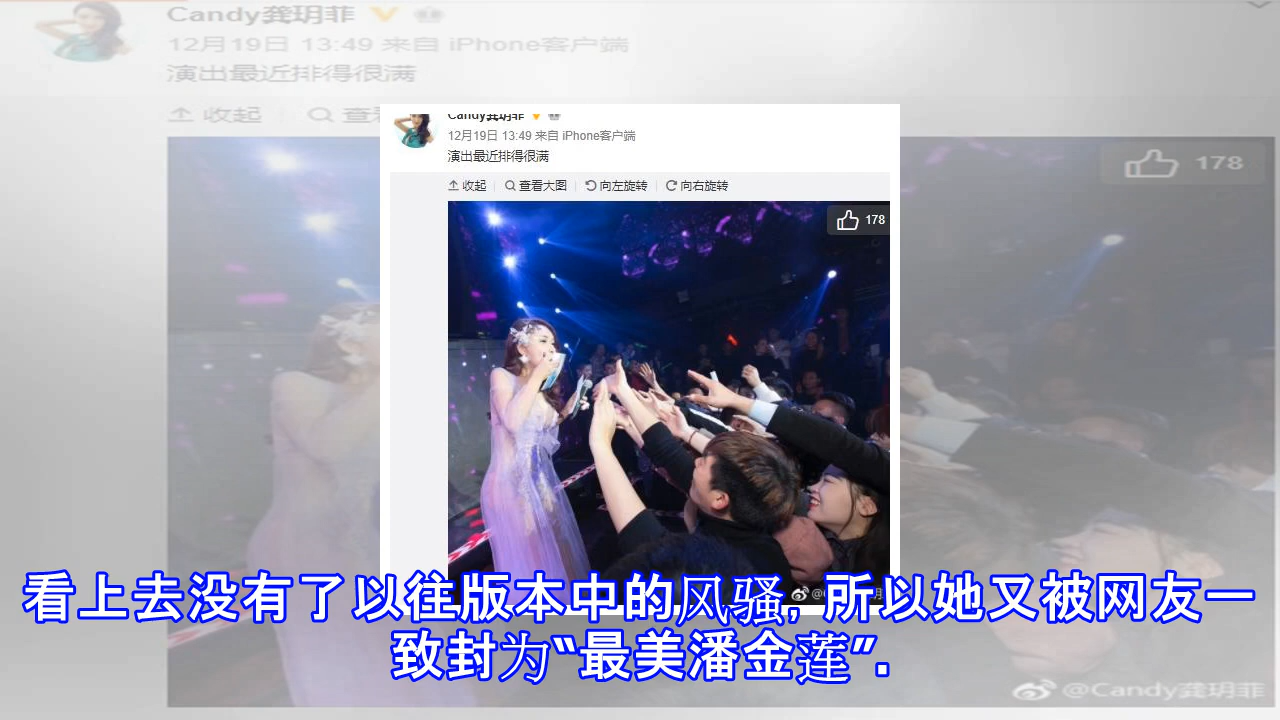 Candy龚玥菲
12月19日 13:49 来自 iPhone客户端
演出最近排得很满
收起 查看
178
Candy龚玥菲
12月19日 13:49 来自 iPhone客户端
演出最近排得很满
收起 查看大图 向左旋转 向右旋转
178
看上去没有了以往版本中的风骚, 所以她又被网友一
致封为“最美潘金莲”.
@Candy龚玥菲